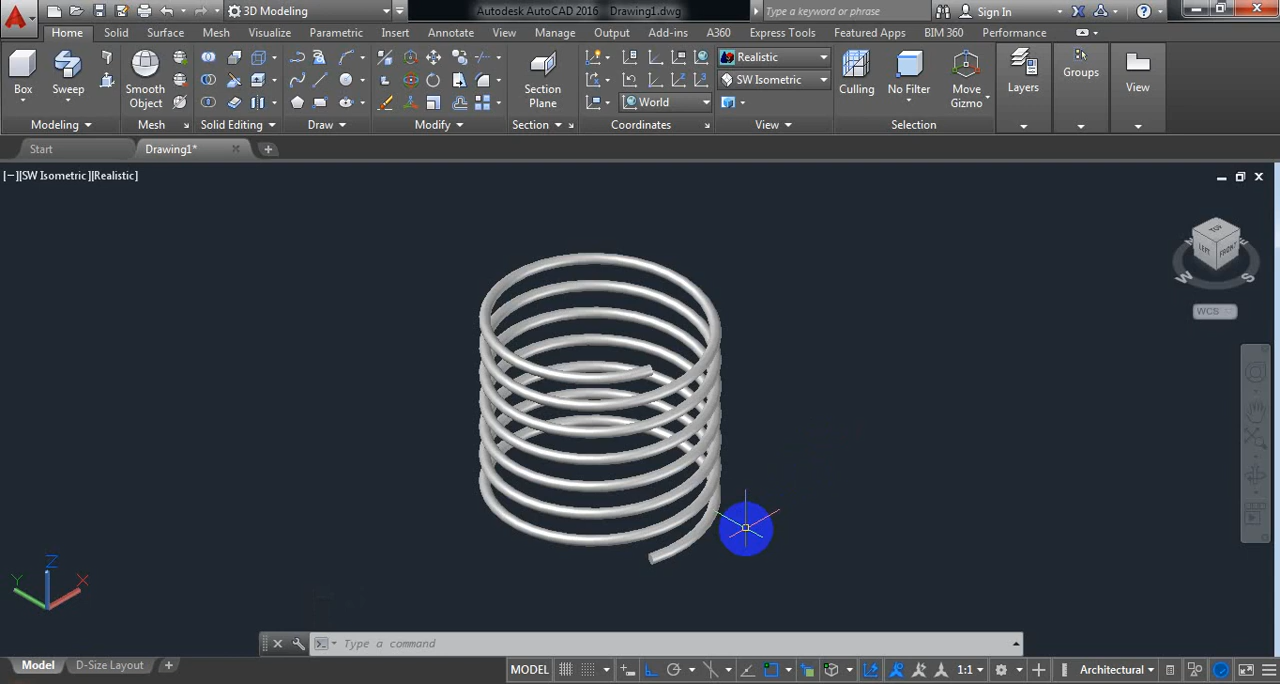 3D Modeling Autodesk AutoCAD 2016 Drawing1.dwg Type a keyword or phrase Sign In
Home Solid Surface Mesh Visualize Parametric Insert Annotate View Manage Output Add-ins A360 Express Tools Featured Apps BIM 360 Performance
Realistic
SW Isometric
World
Box Sweep Smooth Object Section Plane Culling No Filter Move Gizmo Layers Groups View
Modeling Mesh Solid Editing Draw Modify Section Coordinates View Selection
Start Drawing1*
[−][SW Isometric][Realistic]
TOP
LEFT FRONT
W S
WCS
Z
Y X
Type a command
Model D-Size Layout MODEL 1:1 Architectural